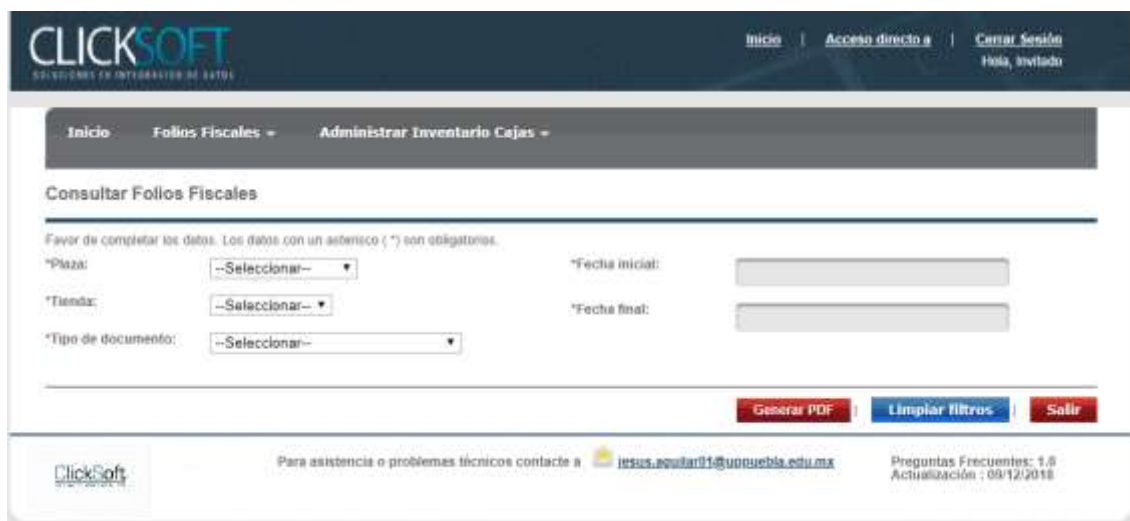 CLICKSOFT
SOLUCIONES EN INTEGRACIÓN DE DATOS
Inicio | Acceso directo a | Cerrar Sesión
Hola, Invitado
Inicio Folios Fiscales Administrar Inventario Cajas
Consultar Folios Fiscales
Favor de completar los datos. Los datos con un asterisco ( *) son obligatorios.
*Plaza: --Seleccionar-- *Fecha inicial:
*Tienda: --Seleccionar-- *Fecha final:
*Tipo de documento: --Seleccionar--
Generar PDF | Limpiar filtros | Salir
ClickSoft
Para asistencia o problemas técnicos contacte a jesus.aguilar01@uppuebla.edu.mx
Preguntas Frecuentes: 1.0
Actualización : 09/12/2018